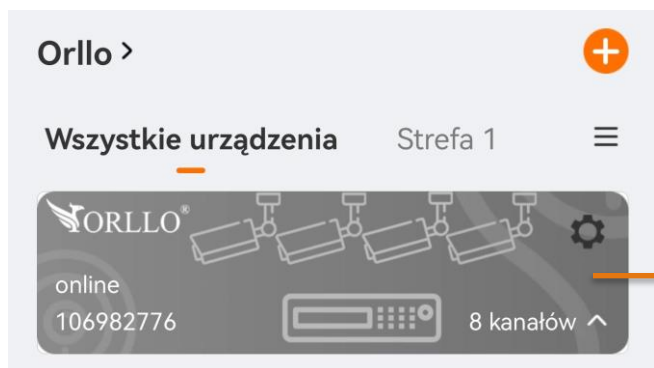 Orllo >
Wszystkie urządzenia Strefa 1
ORLLO®
online
106982776 8 kanałów